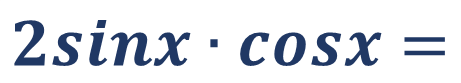 2sinx · cosx =